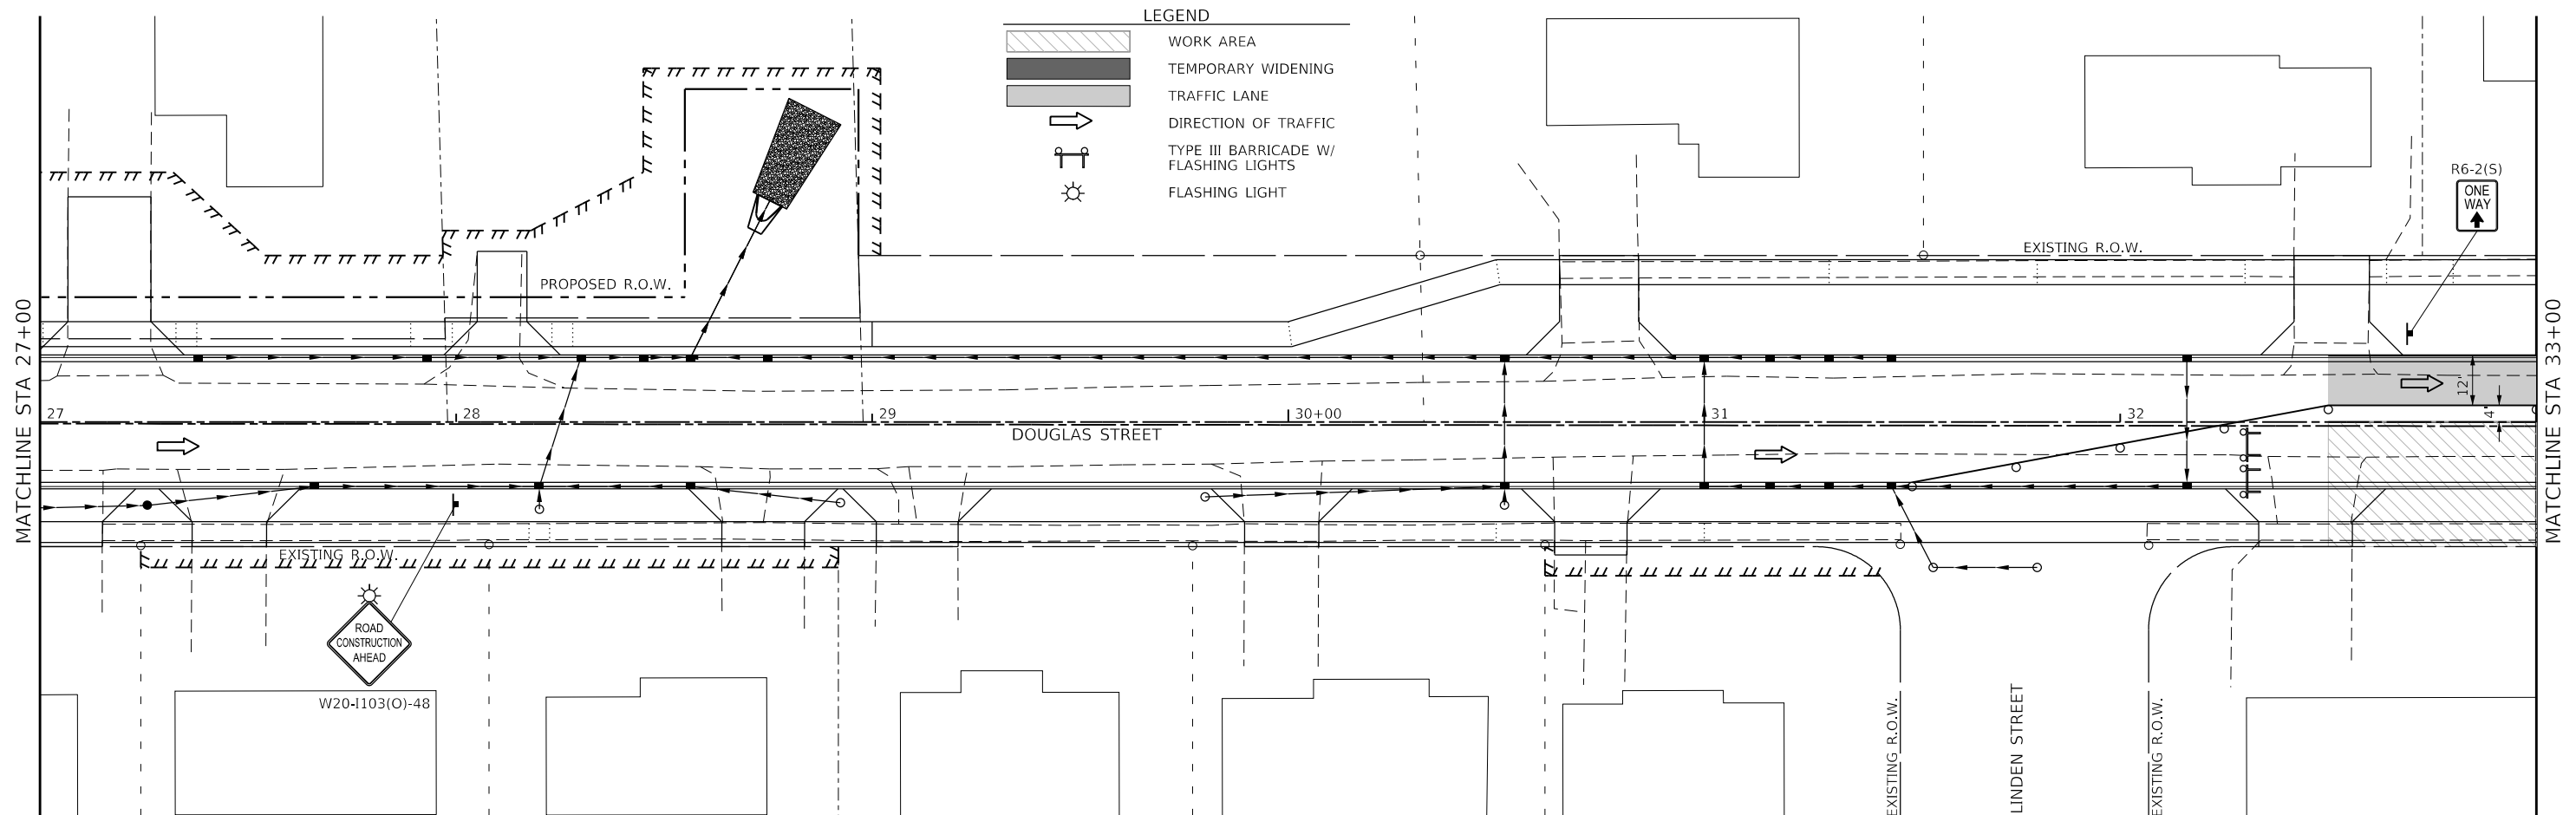 LEGEND
WORK AREA
TEMPORARY WIDENING
TRAFFIC LANE
DIRECTION OF TRAFFIC
TYPE III BARRICADE W/
FLASHING LIGHTS
FLASHING LIGHT
R6-2(S)
ONE
WAY
EXISTING R.O.W.
PROPOSED R.O.W.
MATCHLINE STA 27+00
MATCHLINE STA 33+00
27
28
29
30+00
31
32
12'
4'
DOUGLAS STREET
EXISTING R.O.W.
ROAD
CONSTRUCTION
AHEAD
W20-I103(O)-48
EXISTING R.O.W.
LINDEN STREET
EXISTING R.O.W.